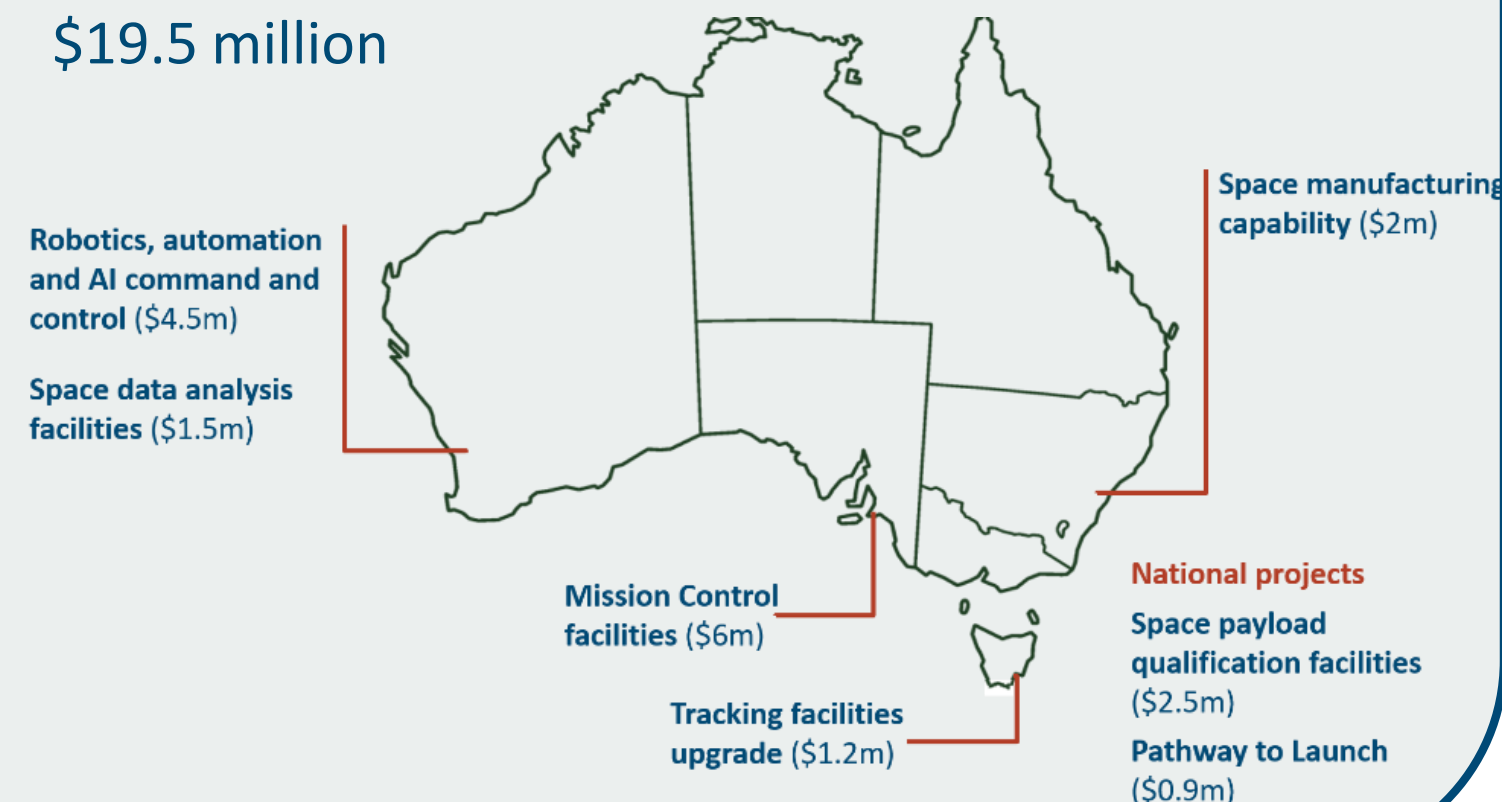 $19.5 million
Robotics, automation
and AI command and
control ($4.5m)
Space data analysis
facilities ($1.5m)
Space manufacturing
capability ($2m)
Mission Control
facilities ($6m)
Tracking facilities
upgrade ($1.2m)
National projects
Space payload
qualification facilities
($2.5m)
Pathway to Launch
($0.9m)